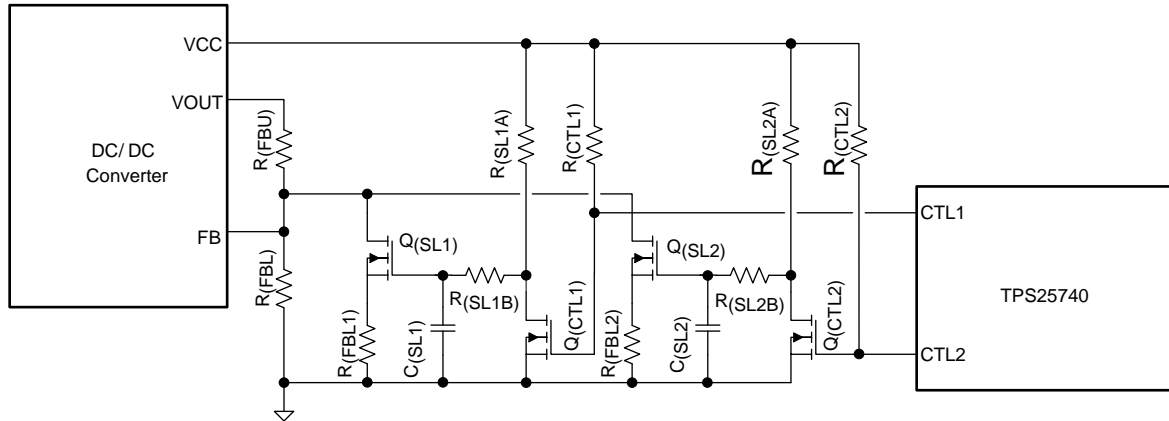 VCC
VOUT
DC/ DC
Converter
FB
R(FBU)
R(FBL)
R(SL1A)
R(CTL1)
R(SL2A)
R(CTL2)
Q(SL1)
R(SL1B)
R(FBL1)
C(SL1)
Q(CTL1)
Q(SL2)
R(SL2B)
R(FBL2)
C(SL2)
Q(CTL2)
CTL1
TPS25740
CTL2